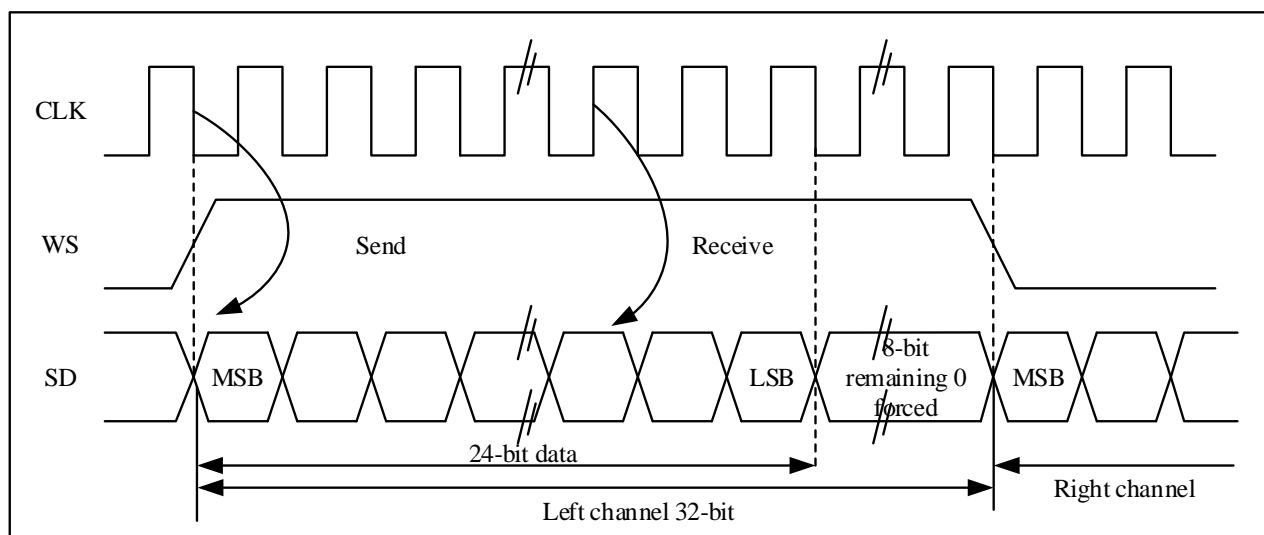 CLK
WS
Send
Receive
SD
MSB
LSB
8-bit
remaining 0
forced
MSB
24-bit data
Left channel 32-bit
Right channel